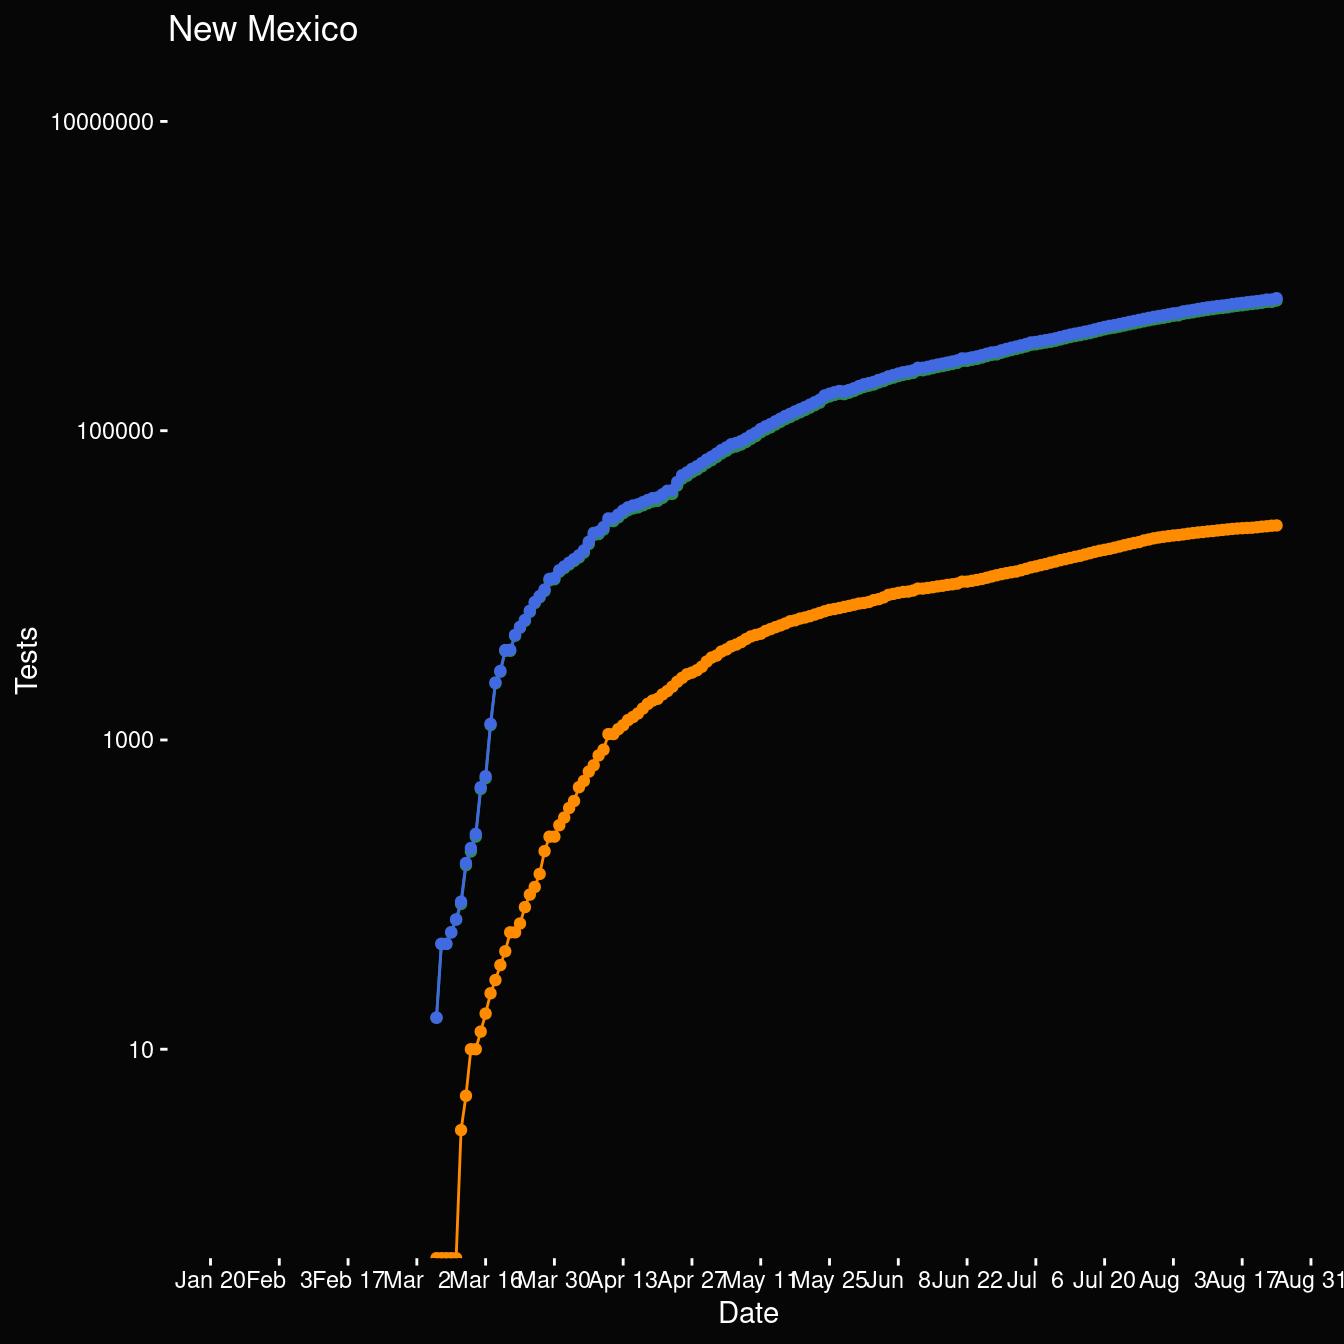 New Mexico
10000000
100000
1000
10
Tests
Jan 20 Feb  3 Feb 17 Mar  2 Mar 16 Mar 30 Apr 13 Apr 27 May 11 May 25 Jun  8 Jun 22 Jul  6 Jul 20 Aug  3 Aug 17 Aug 31
Date